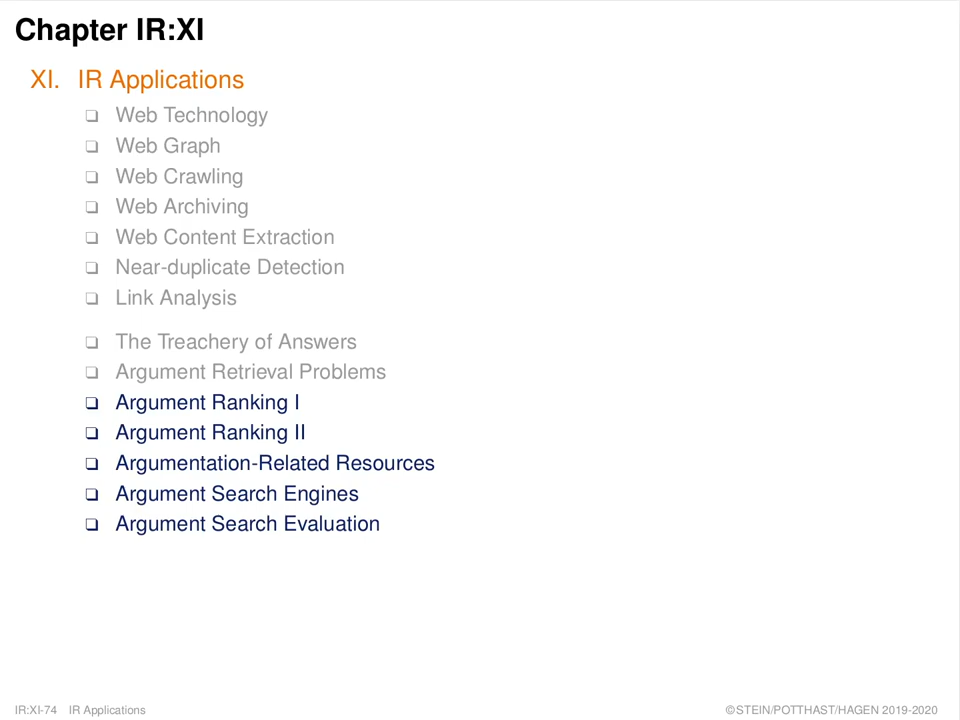 Chapter IR:XI
XI. IR Applications
❑ Web Technology
❑ Web Graph
❑ Web Crawling
❑ Web Archiving
❑ Web Content Extraction
❑ Near-duplicate Detection
❑ Link Analysis
❑ The Treachery of Answers
❑ Argument Retrieval Problems
❑ Argument Ranking I
❑ Argument Ranking II
❑ Argumentation-Related Resources
❑ Argument Search Engines
❑ Argument Search Evaluation
IR:XI-74 IR Applications ©STEIN/POTTHAST/HAGEN 2019-2020